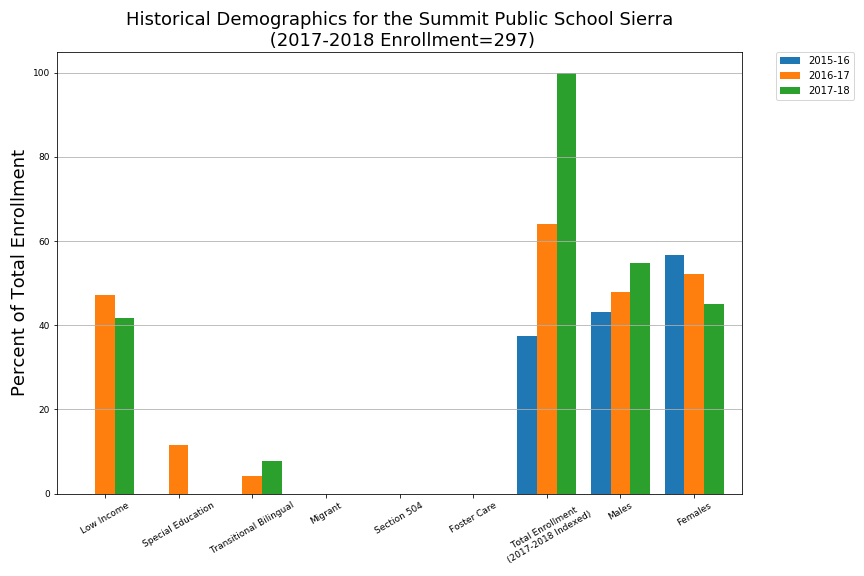 Historical Demographics for the Summit Public School Sierra
(2017-2018 Enrollment=297)
2015-16
2016-17
2017-18
Percent of Total Enrollment
100
80
60
40
20
0
Low Income
Special Education
Transitional Bilingual
Migrant
Section 504
Foster Care
Total Enrollment
(2017-2018 Indexed)
Males
Females